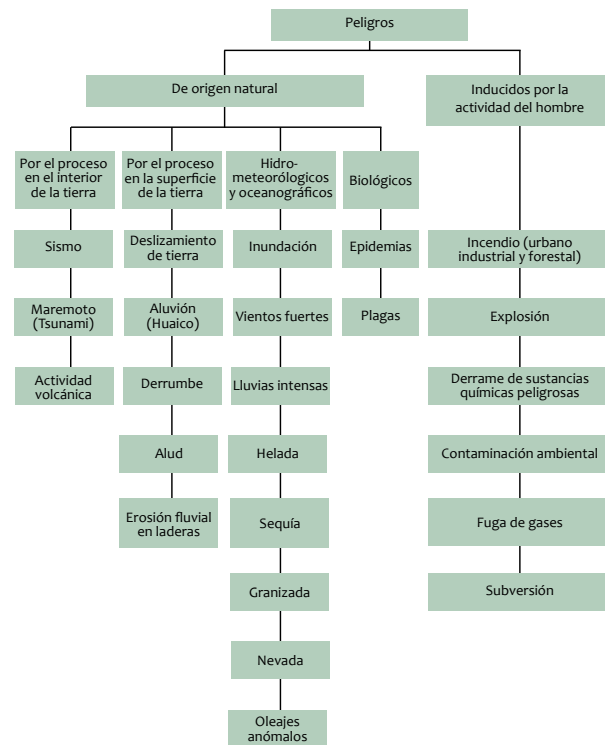 Peligros
De origen natural
Inducidos por la
actividad del hombre
Por el proceso
en el interior
de la tierra
Por el proceso
en la superficie
de la tierra
Hidro-
meteorólogicos
y oceanográficos
Biológicos
Sismo
Deslizamiento
de tierra
Inundación
Epidemias
Incendio (urbano
industrial y forestal)
Maremoto
(Tsunami)
Aluvión
(Huaico)
Vientos fuertes
Plagas
Explosión
Actividad
volcánica
Derrumbe
Lluvias intensas
Derrame de sustancias
químicas peligrosas
Alud
Helada
Contaminación ambiental
Erosión fluvial
en laderas
Sequía
Fuga de gases
Granizada
Subversión
Nevada
Oleajes
anómalos